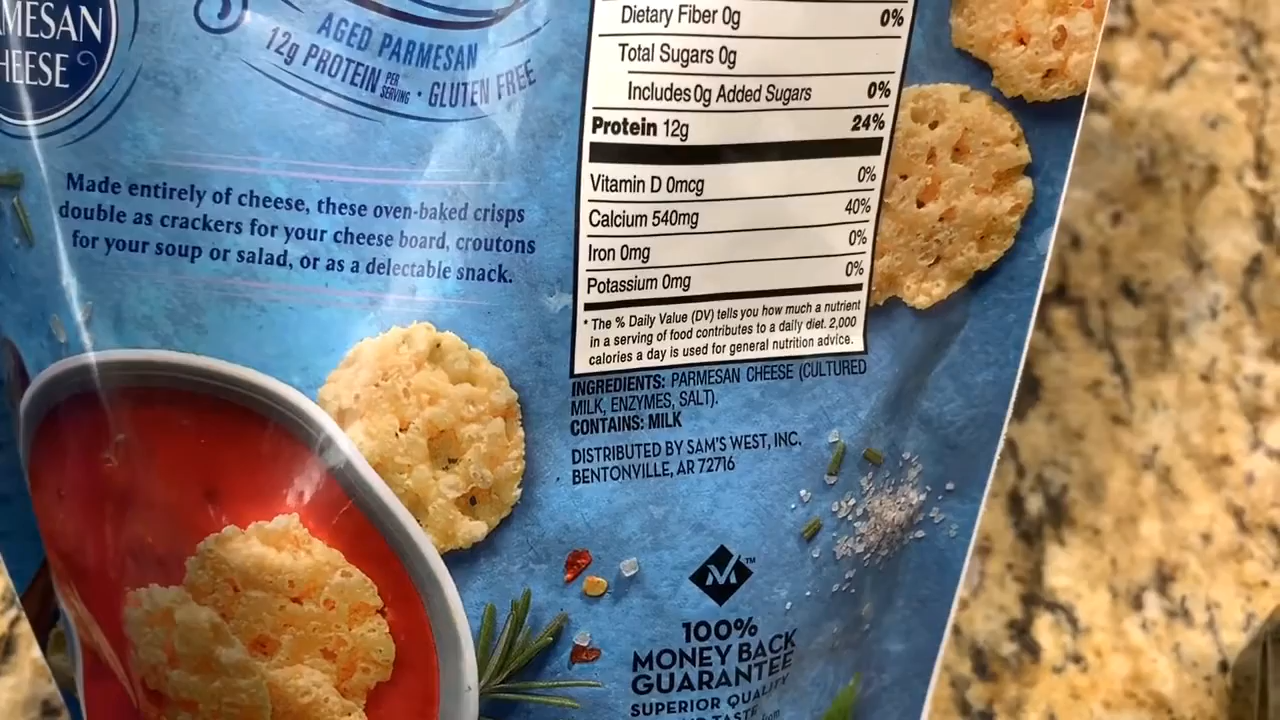 MESAN
HEESE
AGED PARMESAN
12g PROTEIN PER SERVING • GLUTEN FREE
Made entirely of cheese, these oven-baked crisps
double as crackers for your cheese board, croutons
for your soup or salad, or as a delectable snack.
Dietary Fiber 0g 0%
Total Sugars 0g
Includes 0g Added Sugars 0%
Protein 12g 24%
Vitamin D 0mcg 0%
Calcium 540mg 40%
Iron 0mg 0%
Potassium 0mg 0%
* The % Daily Value (DV) tells you how much a nutrient
in a serving of food contributes to a daily diet. 2,000
calories a day is used for general nutrition advice.
INGREDIENTS: PARMESAN CHEESE (CULTURED
MILK, ENZYMES, SALT).
CONTAINS: MILK
DISTRIBUTED BY SAM'S WEST, INC.
BENTONVILLE, AR 72716
M™
100%
MONEY BACK
GUARANTEE
SUPERIOR QUALITY
TASTE